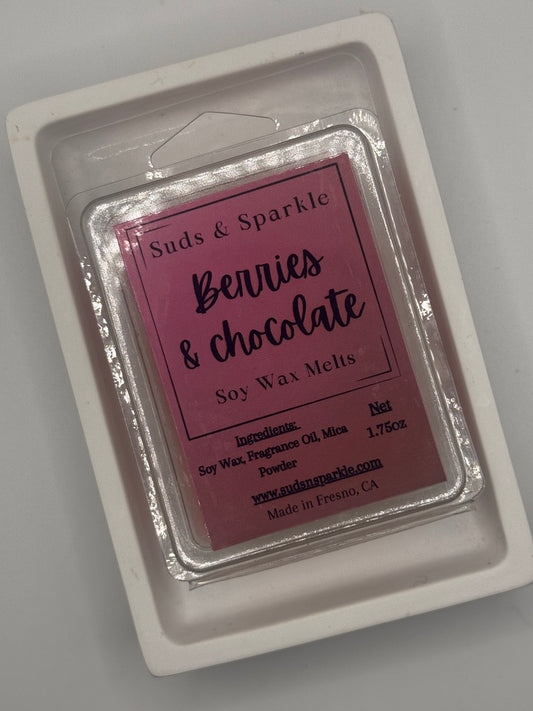 Suds & Sparkle
Berries
& chocolate
Soy Wax Melts
Ingredients:
Soy Wax, Fragrance Oil, Mica
Powder
Net
1.75oz
www.sudsnsparkle.com
Made in Fresno, CA